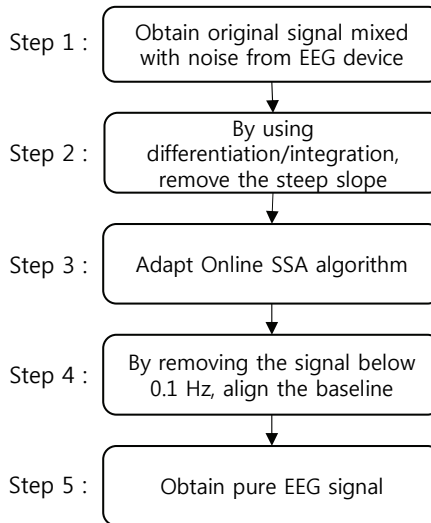 Step 1 :
Obtain original signal mixed
with noise from EEG device
Step 2 :
By using
differentiation/integration,
remove the steep slope
Step 3 :
Adapt Online SSA algorithm
Step 4 :
By removing the signal below
0.1 Hz, align the baseline
Step 5 :
Obtain pure EEG signal